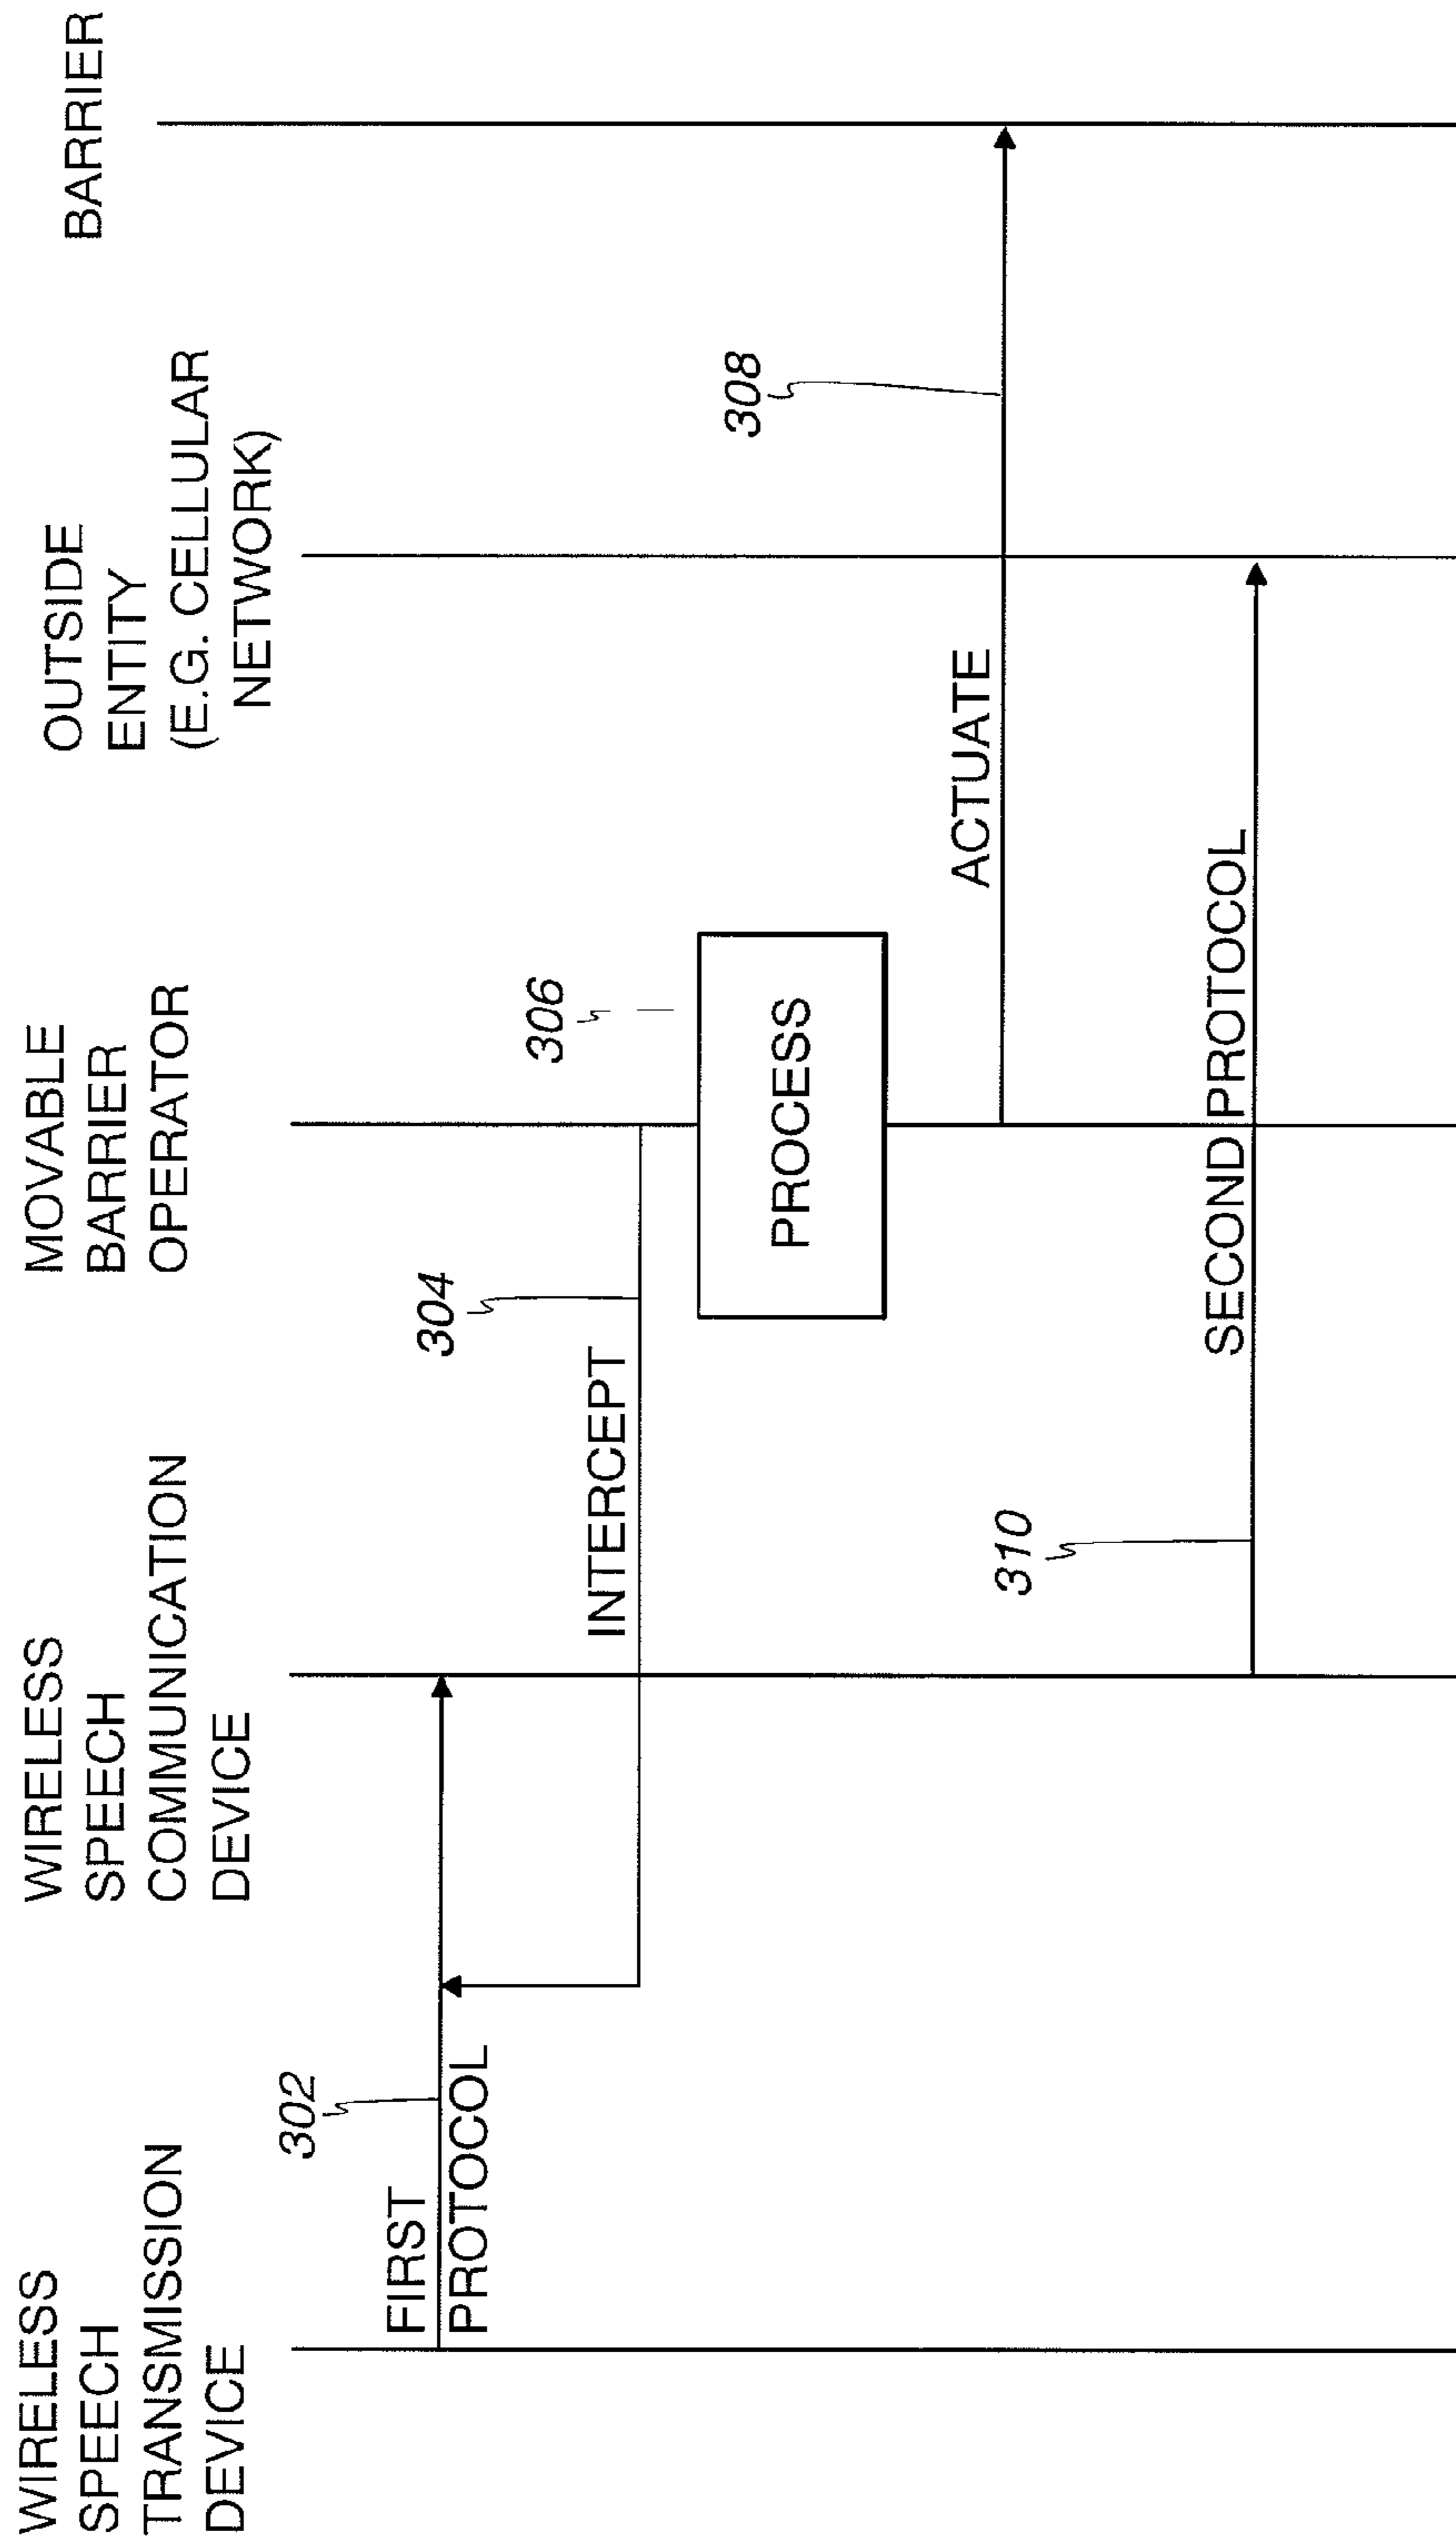 WIRELESS
SPEECH
TRANSMISSION
DEVICE
WIRELESS
SPEECH
COMMUNICATION
DEVICE
MOVABLE
BARRIER
OPERATOR
OUTSIDE
ENTITY
(E.G. CELLULAR
NETWORK)
BARRIER
302
FIRST
PROTOCOL
304
INTERCEPT
306
PROCESS
308
ACTUATE
310
SECOND PROTOCOL